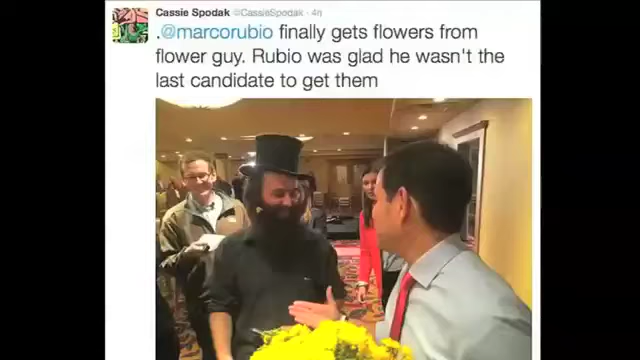 Cassie Spodak @CassieSpodak · 4h
.@marcorubio finally gets flowers from
flower guy. Rubio was glad he wasn't the
last candidate to get them